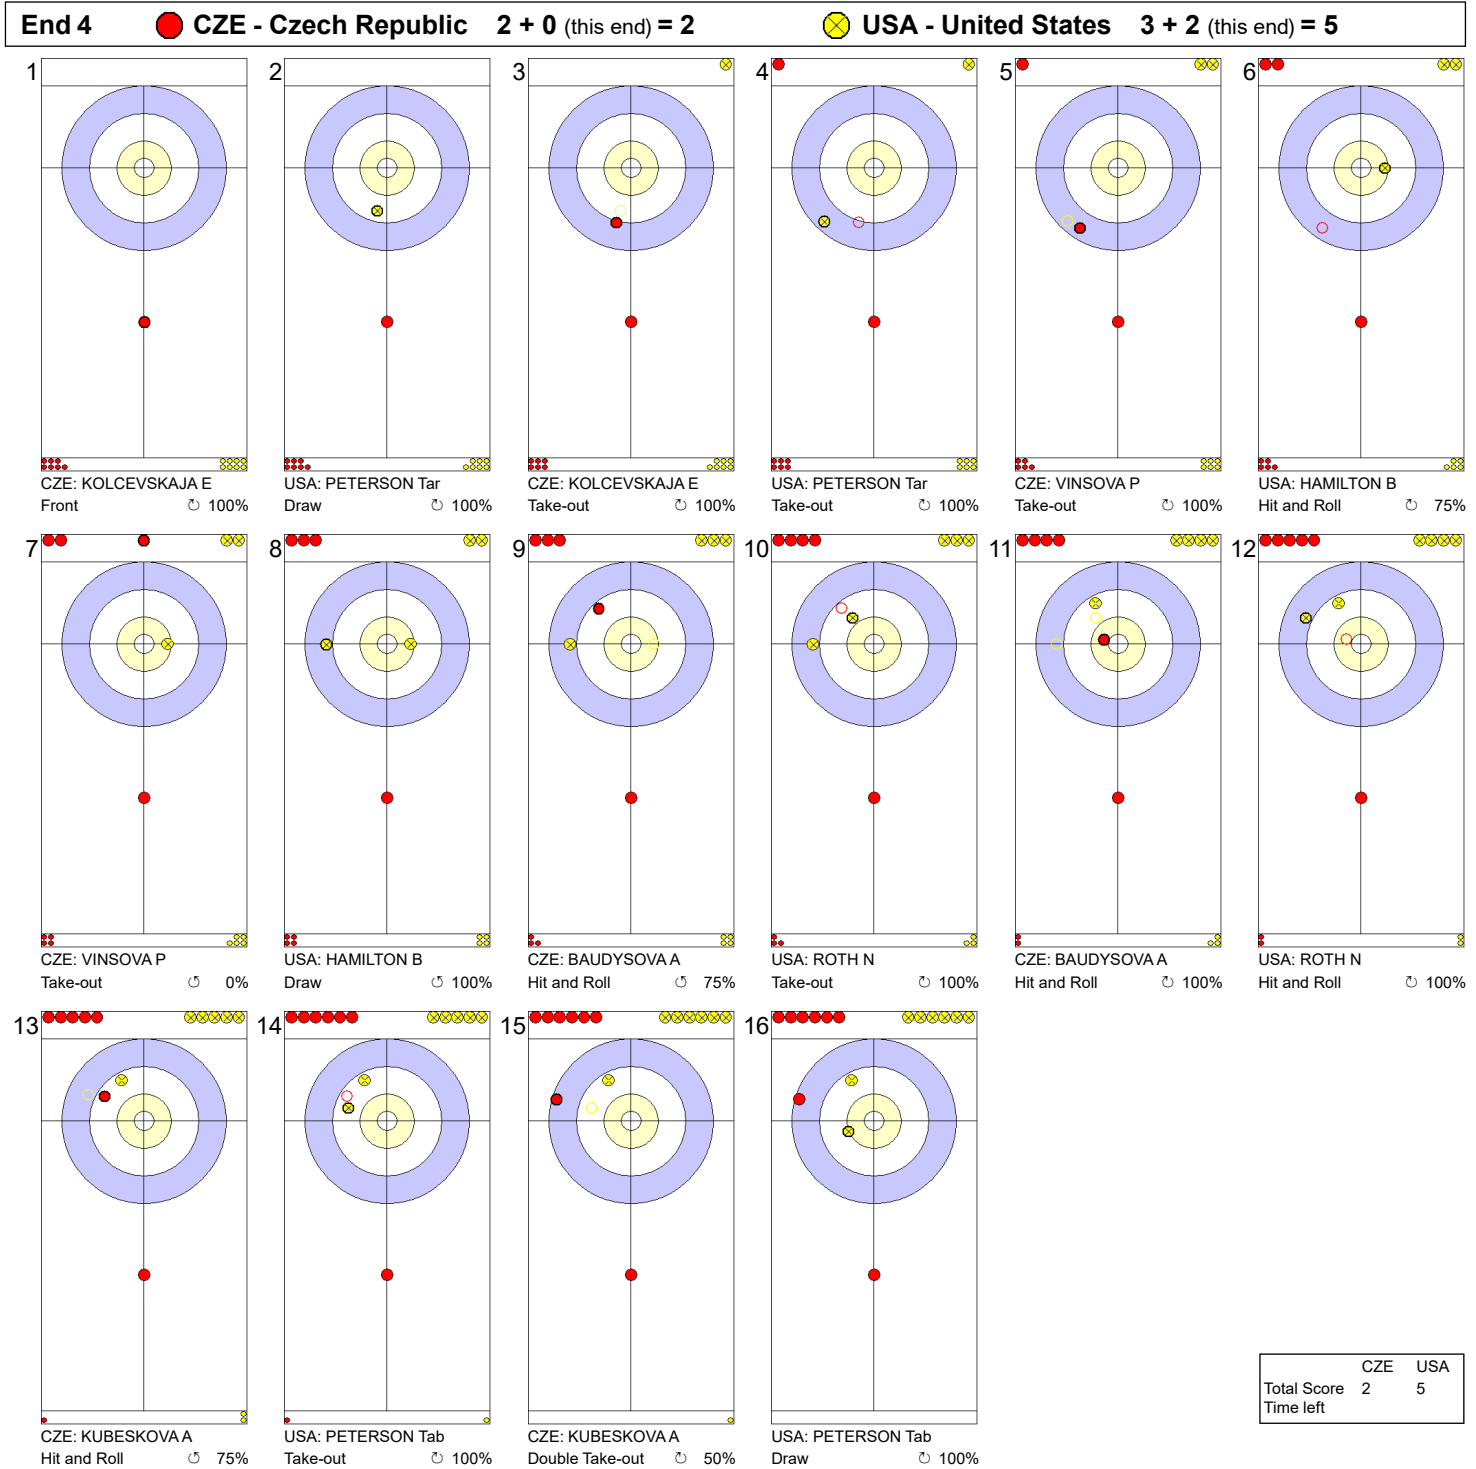 End 4 CZE - Czech Republic 2 + 0 (this end) = 2 USA - United States 3 + 2 (this end) = 5
1 2 3 4 5 6
CZE: KOLCEVSKAJA E USA: PETERSON Tar CZE: KOLCEVSKAJA E USA: PETERSON Tar CZE: VINSOVA P USA: HAMILTON B
Front ↻ 100% Draw ↻ 100% Take-out ↻ 100% Take-out ↻ 100% Take-out ↻ 100% Hit and Roll ↻ 75%
7 8 9 10 11 12
CZE: VINSOVA P USA: HAMILTON B CZE: BAUDYSOVA A USA: ROTH N CZE: BAUDYSOVA A USA: ROTH N
Take-out ↺ 0% Draw ↺ 100% Hit and Roll ↺ 75% Take-out ↺ 100% Hit and Roll ↺ 100% Hit and Roll ↻ 100%
13 14 15 16
CZE: KUBESKOVA A USA: PETERSON Tab CZE: KUBESKOVA A USA: PETERSON Tab
Hit and Roll ↺ 75% Take-out ↺ 100% Double Take-out ↻ 50% Draw ↻ 100%
CZE USA
Total Score 2 5
Time left